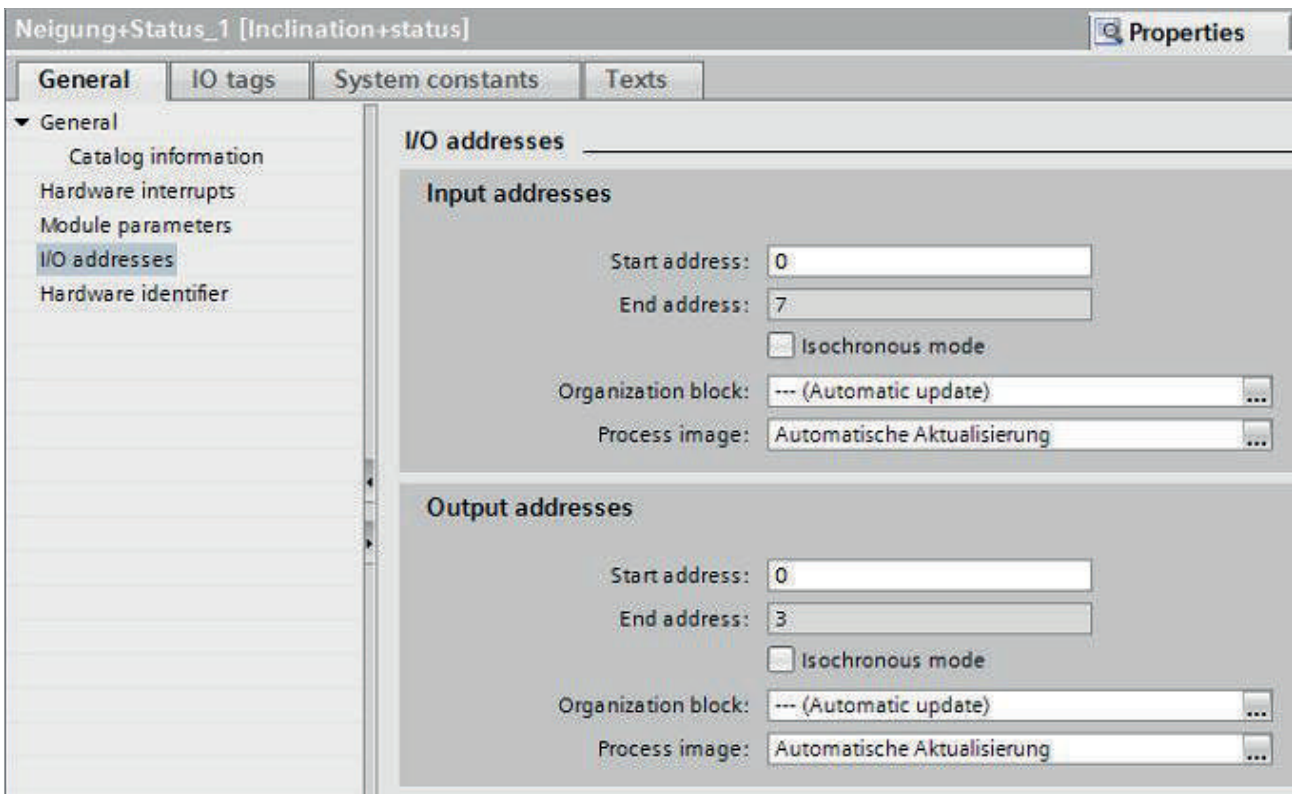 Neigung+Status_1 [Inclination+status]
Properties
General
IO tags
System constants
Texts
General
Catalog information
Hardware interrupts
Module parameters
I/O addresses
Hardware identifier
I/O addresses
Input addresses
Start address: 0
End address: 7
Isochronous mode
Organization block: --- (Automatic update) ...
Process image: Automatische Aktualisierung ...
Output addresses
Start address: 0
End address: 3
Isochronous mode
Organization block: --- (Automatic update) ...
Process image: Automatische Aktualisierung ...